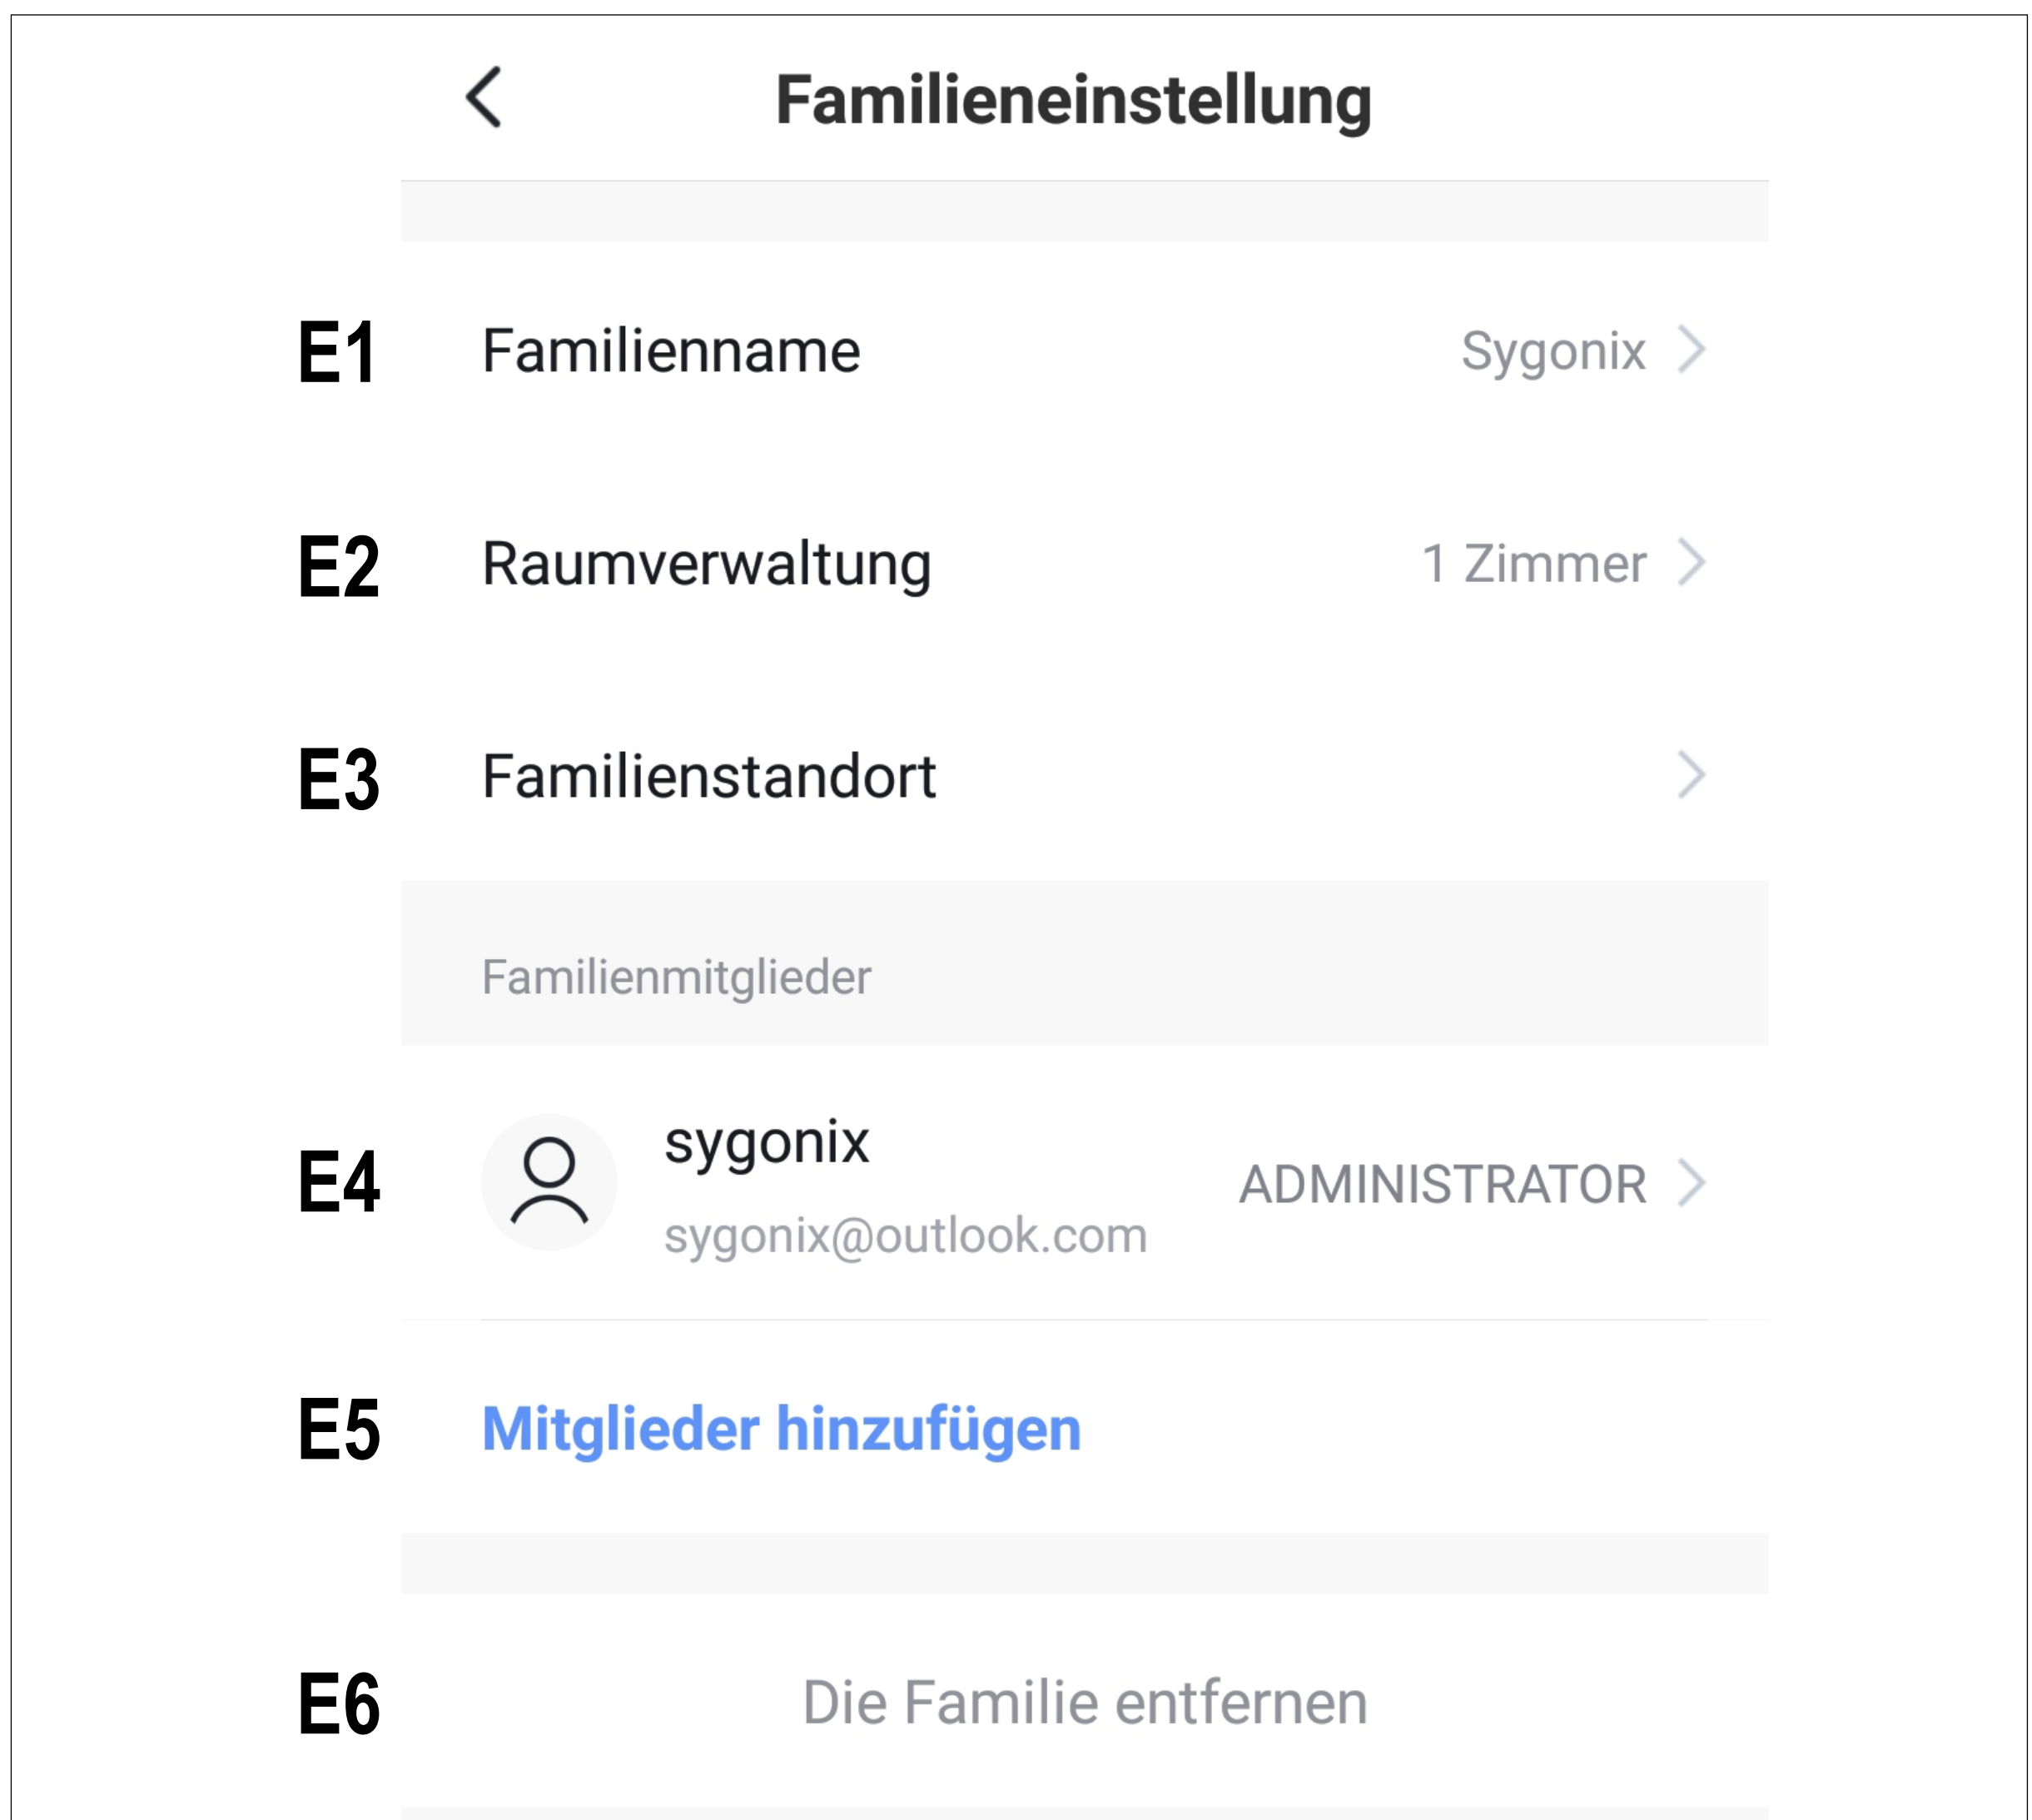 Familieneinstellung
E1 Familienname Sygonix
E2 Raumverwaltung 1 Zimmer
E3 Familienstandort
Familienmitglieder
sygonix
E4 ADMINISTRATOR
sygonix@outlook.com
E5 Mitglieder hinzufügen
E6 Die Familie entfernen